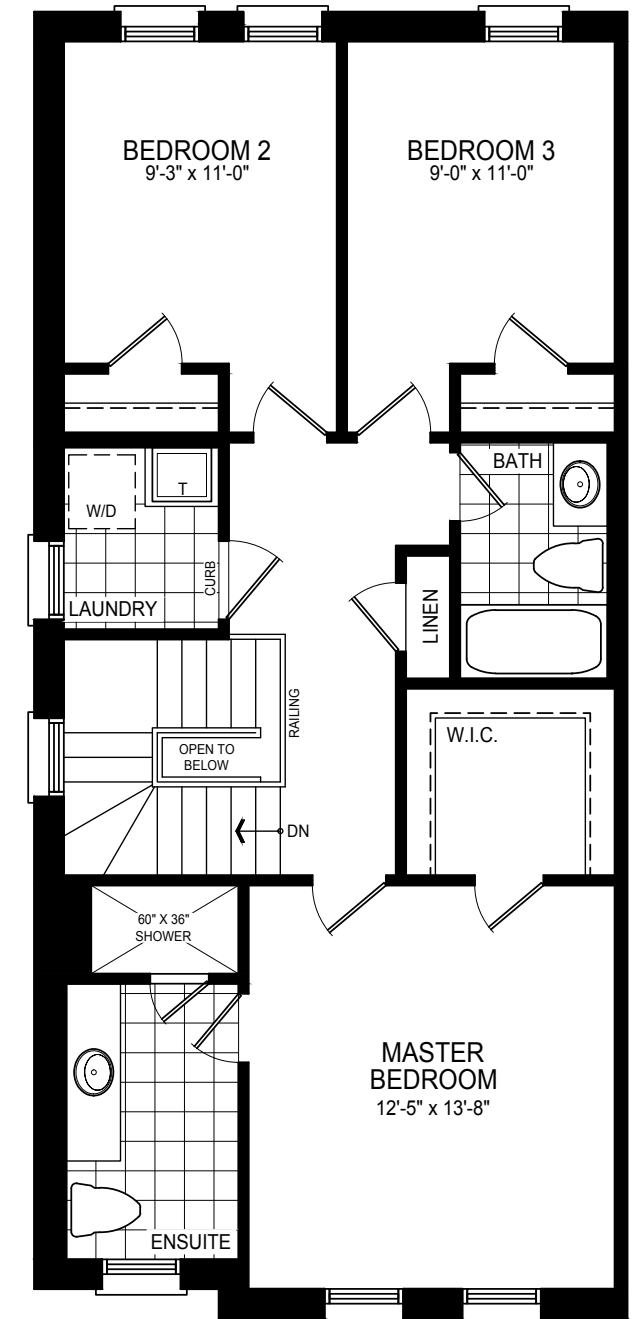 BEDROOM 2
9'-3" x 11'-0"
BEDROOM 3
9'-0" x 11'-0"
BATH
T
W/D
CURB
LAUNDRY
LINEN
RAILING
W.I.C.
OPEN TO
BELOW
DN
60" X 36"
SHOWER
MASTER
BEDROOM
12'-5" x 13'-8"
ENSUITE